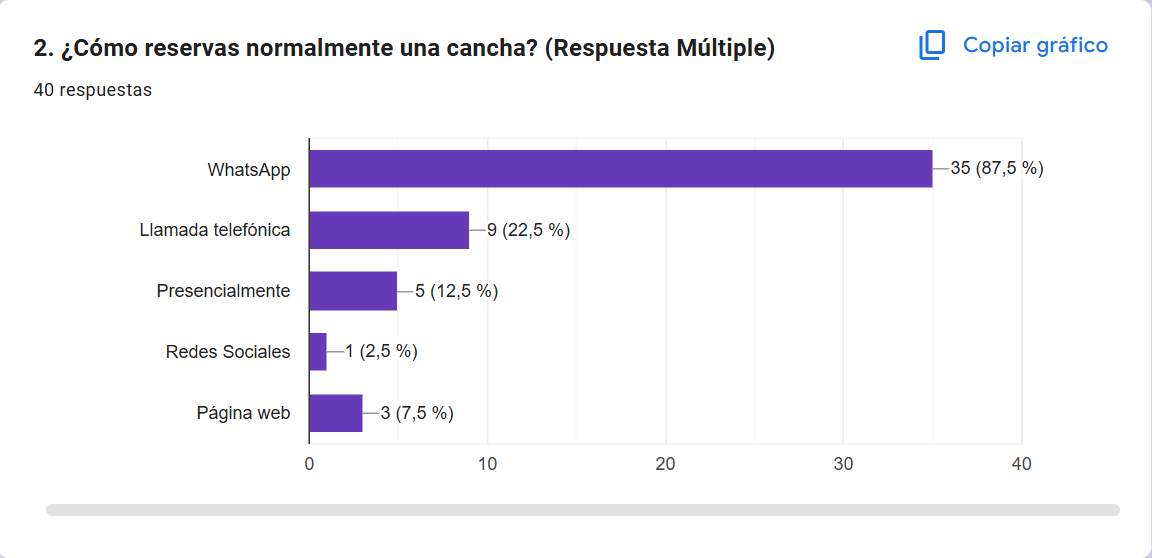 2. ¿Cómo reservas normalmente una cancha? (Respuesta Múltiple)
Copiar gráfico
40 respuestas
WhatsApp 35 (87,5 %)
Llamada telefónica 9 (22,5 %)
Presencialmente 5 (12,5 %)
Redes Sociales 1 (2,5 %)
Página web 3 (7,5 %)
0 10 20 30 40